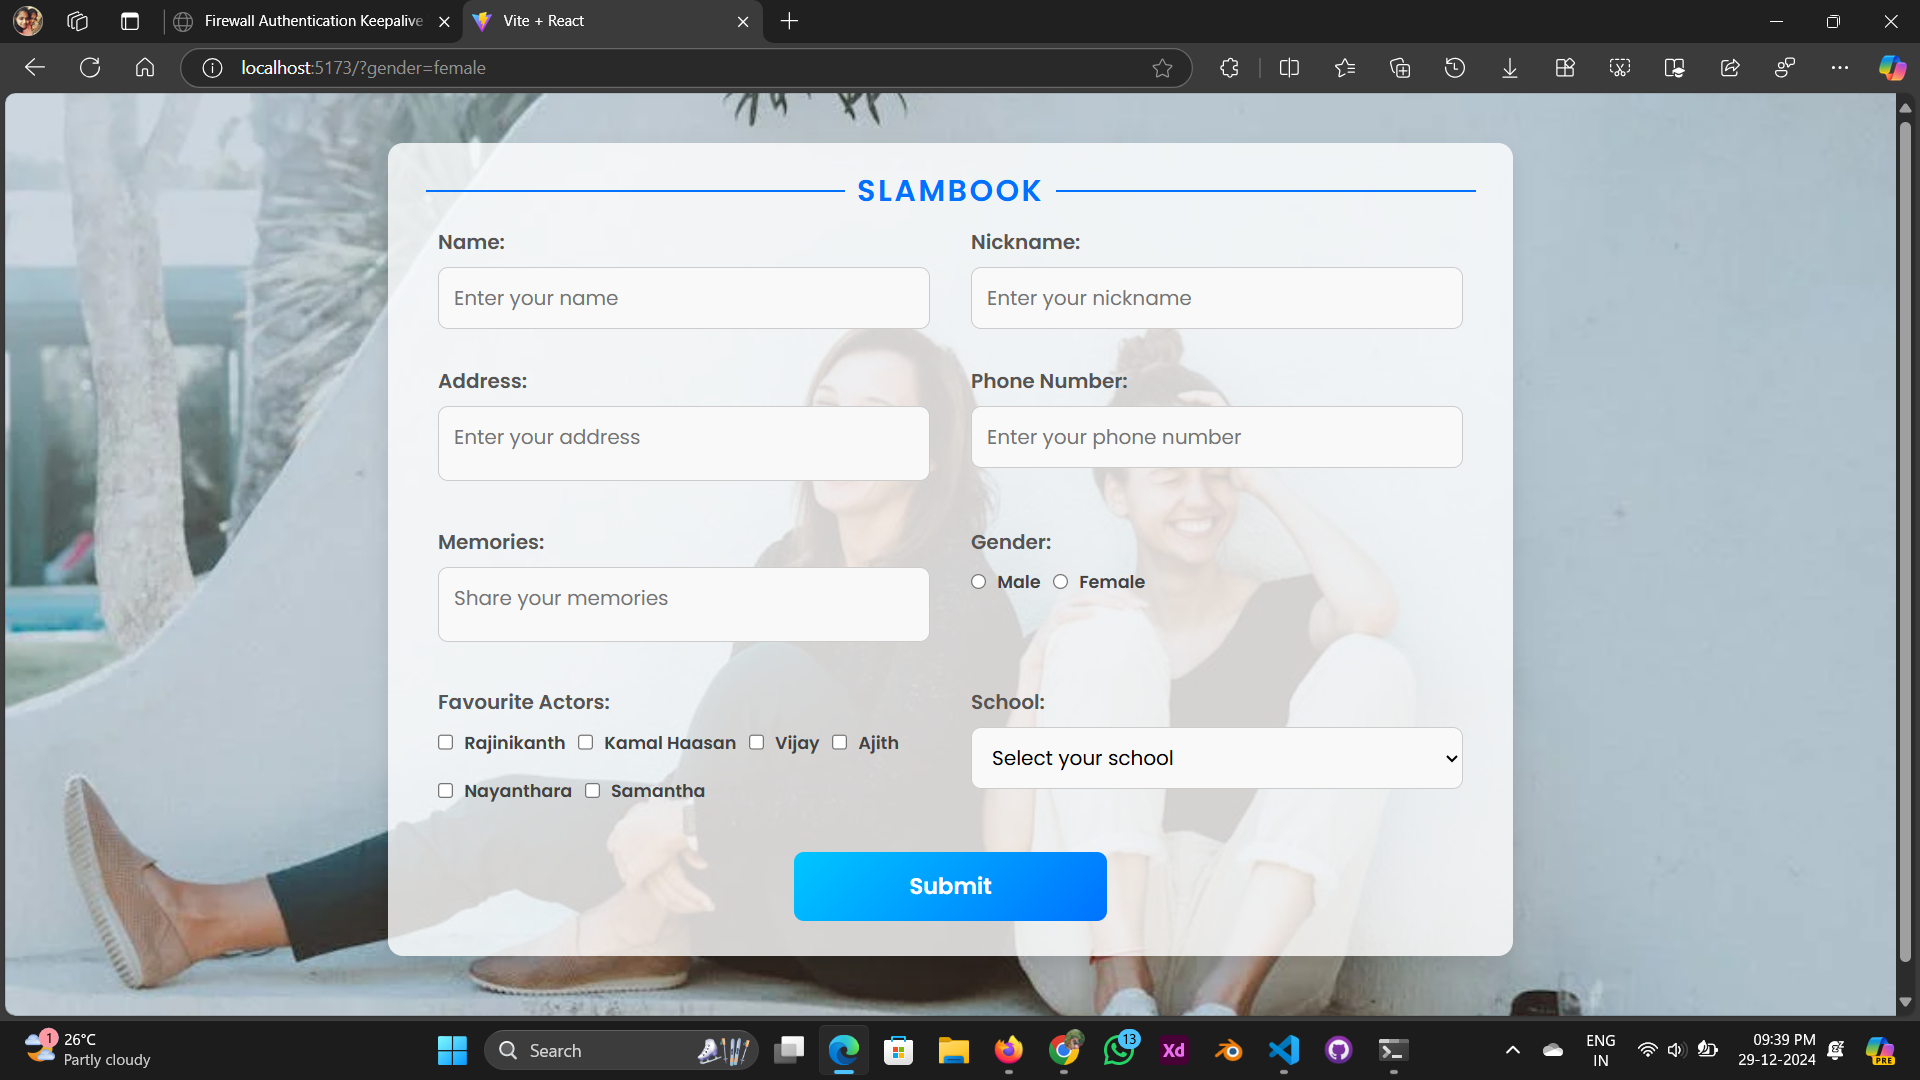 Firewall Authentication Keepalive
Vite + React
localhost:5173/?gender=female
SLAMBOOK
Name:
Nickname:
Enter your name
Enter your nickname
Address:
Phone Number:
Enter your address
Enter your phone number
Memories:
Gender:
Share your memories
Male
Female
Favourite Actors:
School:
Rajinikanth
Kamal Haasan
Vijay
Ajith
Select your school
Nayanthara
Samantha
Submit
1
26°C
Partly cloudy
Search
13
Xd
ENG
IN
09:39 PM
29-12-2024
PRE